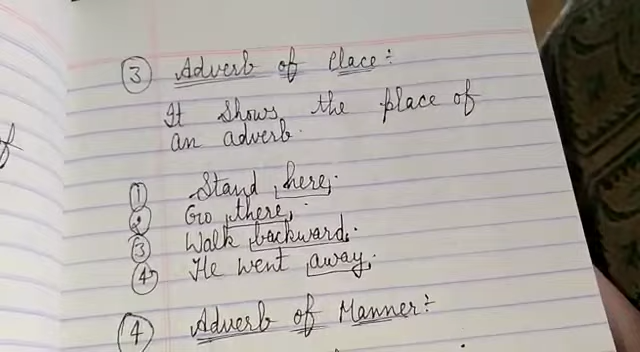 ③ Adverb of Place :-
It shows the place of
an adverb.
① Stand here.
② Go there.
③ Walk backward.
④ He went away.
④ Adverb of Manner :-